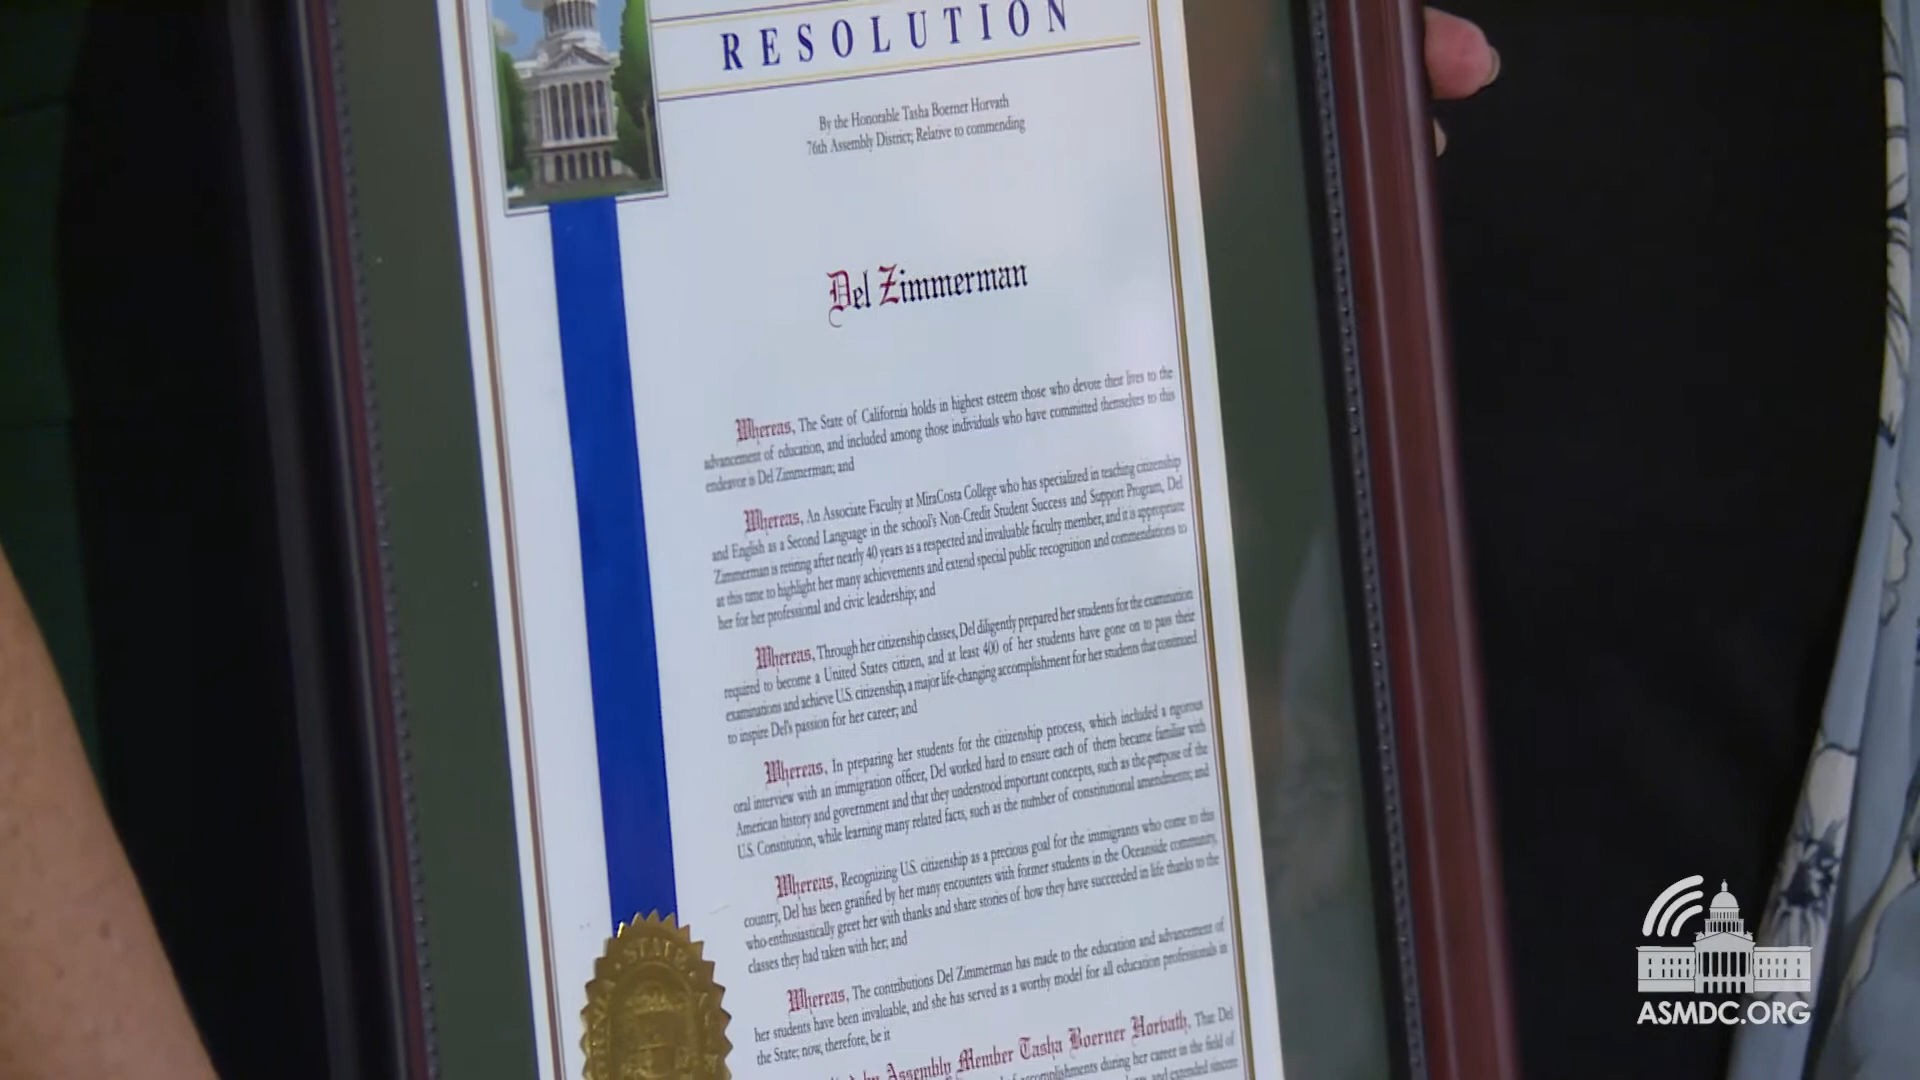 RESOLUTION
By the Honorable Tasha Boerner Horvath
76th Assembly District; Relative to commending
Del Zimmerman
Whereas, The State of California holds in highest esteem those who devote their lives to the
advancement of education, and included among those individuals who have committed themselves to this
endeavor is Del Zimmerman; and
Whereas, An Associate Faculty at MiraCosta College who has specialized in teaching citizenship
and English as a Second Language in the school's Non-Credit Student Success and Support Program, Del
Zimmerman is retiring after nearly 40 years as a respected and invaluable faculty member, and it is appropriate
at this time to highlight her many achievements and extend special public recognition and commendations to
her for her professional and civic leadership; and
Whereas, Through her citizenship classes, Del diligently prepared her students for the examination
required to become a United States citizen, and at least 400 of her students have gone on to pass their
examinations and achieve U.S. citizenship, a major life-changing accomplishment for her students that continued
to inspire Del's passion for her career; and
Whereas, In preparing her students for the citizenship process, which included a rigorous
oral interview with an immigration officer, Del worked hard to ensure each of them became familiar with
American history and government and that they understood important concepts, such as the purpose of the
U.S. Constitution, while learning many related facts, such as the number of constitutional amendments; and
Whereas, Recognizing U.S. citizenship as a precious goal for the immigrants who come to this
country, Del has been gratified by her many encounters with former students in the Oceanside community,
who enthusiastically greet her with thanks and share stories of how they have succeeded in life thanks to the
classes they had taken with her; and
Whereas, The contributions Del Zimmerman has made to the education and advancement of
her students have been invaluable, and she has served as a worthy model for all education professionals in
the State; now, therefore, be it
by Assembly Member Tasha Boerner Horvath, That Del
accomplishments during her career in the field of
and extended sincere
STATE
ASMDC.ORG